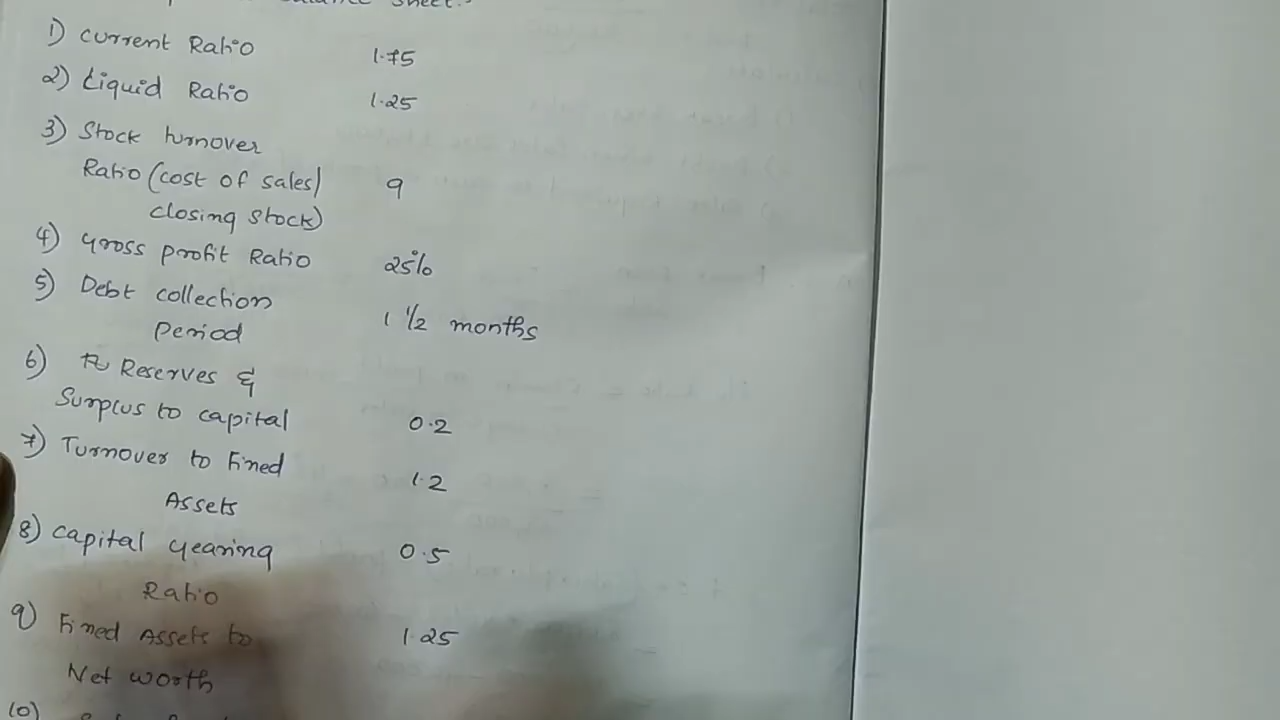 Balance sheet:-
1) Current Ratio 1.75
2) Liquid Ratio 1.25
3) Stock turnover
Ratio (cost of sales/ 9
closing stock)
4) Gross profit Ratio 25%
5) Debt collection
Period 1 1/2 months
6) Reserves &
Surplus to capital 0.2
7) Turnover to Fixed
Assets 1.2
8) Capital gearing 0.5
Ratio
9) Fixed Assets to 1.25
Net worth
10)